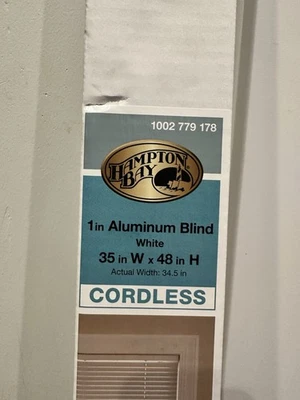 1002 779 178
HAMPTON
BAY
1in Aluminum Blind
White
35 in W x 48 in H
Actual Width: 34.5 in
CORDLESS